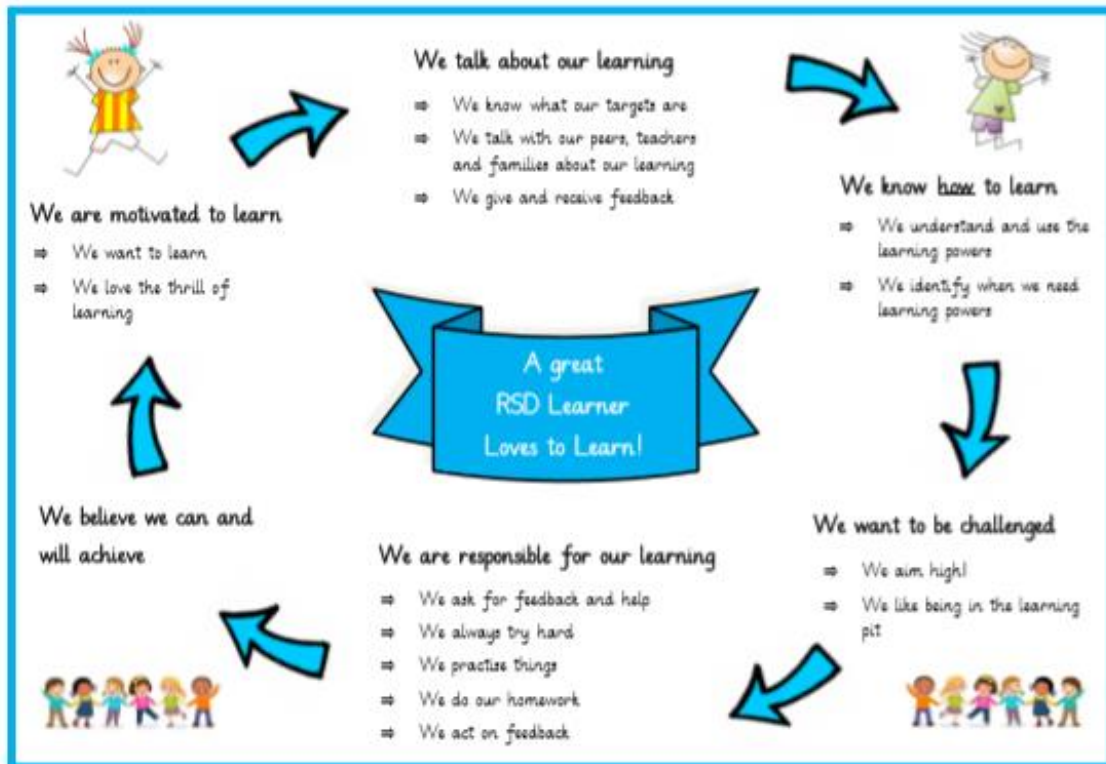 We talk about our learning
⇨ We know what our targets are
⇨ We talk with our peers, teachers
and families about our learning
⇨ We give and receive feedback
We know how to learn
⇨ We understand and use the
learning powers
⇨ We identify when we need
learning powers
We are motivated to learn
⇨ We want to learn
⇨ We love the thrill of
learning
A great
RSD Learner
Loves to Learn!
We want to be challenged
⇨ We aim high!
⇨ We like being in the learning
pit
We are responsible for our learning
⇨ We ask for feedback and help
⇨ We always try hard
⇨ We practise things
⇨ We do our homework
⇨ We act on feedback
We believe we can and
will achieve